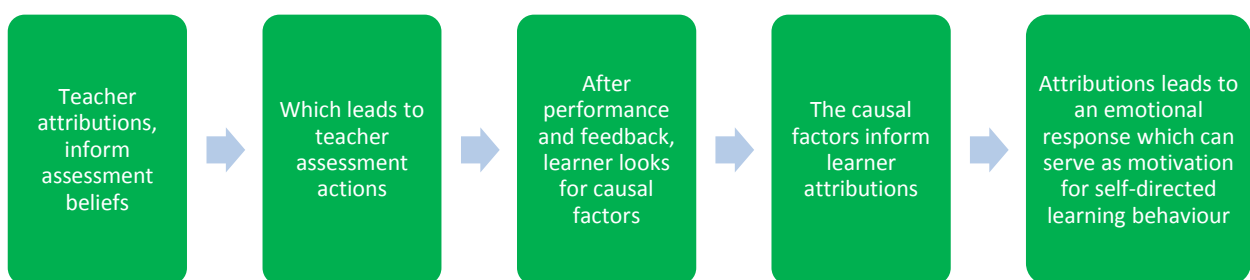 Teacher
attributions,
inform
assessment
beliefs
Which leads to
teacher
assessment
actions
After
performance
and feedback,
learner looks
for causal
factors
The causal
factors inform
learner
attributions
Attributions leads to
an emotional
response which can
serve as motivation
for self-directed
learning behaviour